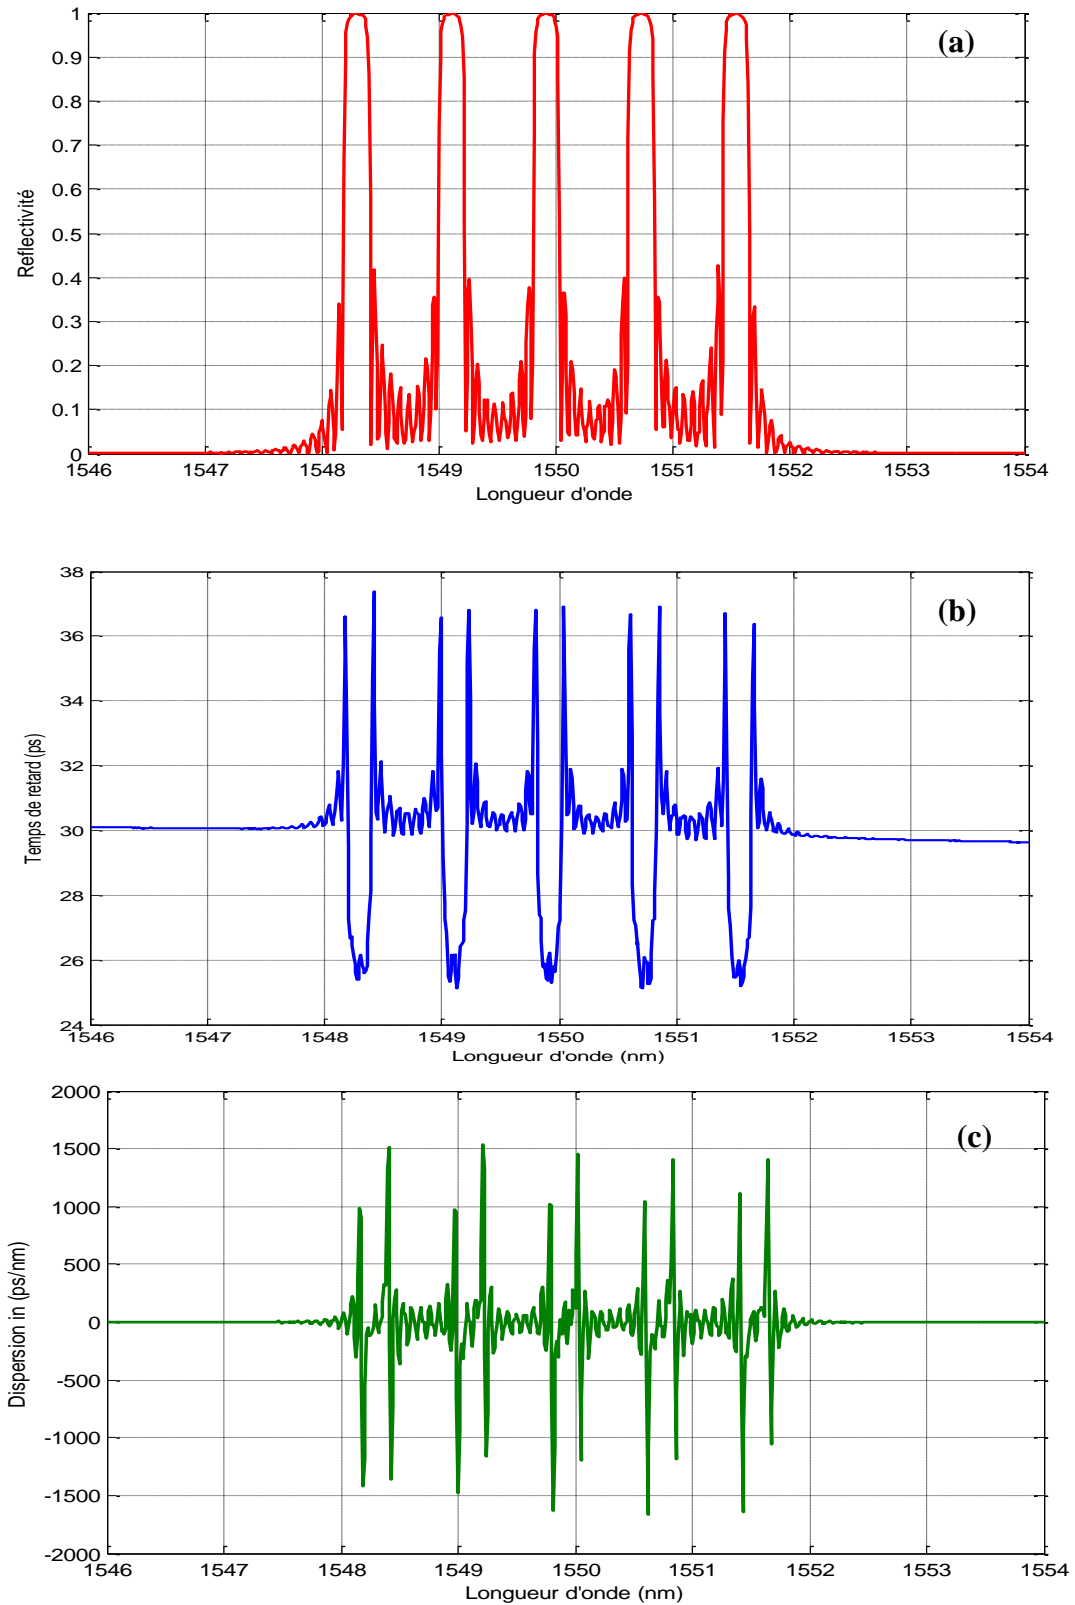 1
0.9
0.8
0.7
0.6
0.5
0.4
0.3
0.2
0.1
0
Reflectivité
(a)
1546 1547 1548 1549 1550 1551 1552 1553 1554
Longueur d'onde
38
36
34
32
30
28
26
24
Temps de retard (ps)
(b)
1546 1547 1548 1549 1550 1551 1552 1553 1554
Longueur d'onde (nm)
2000
1500
1000
500
0
-500
-1000
-1500
-2000
Dispersion in (ps/nm)
(c)
1546 1547 1548 1549 1550 1551 1552 1553 1554
Longueur d'onde (nm)